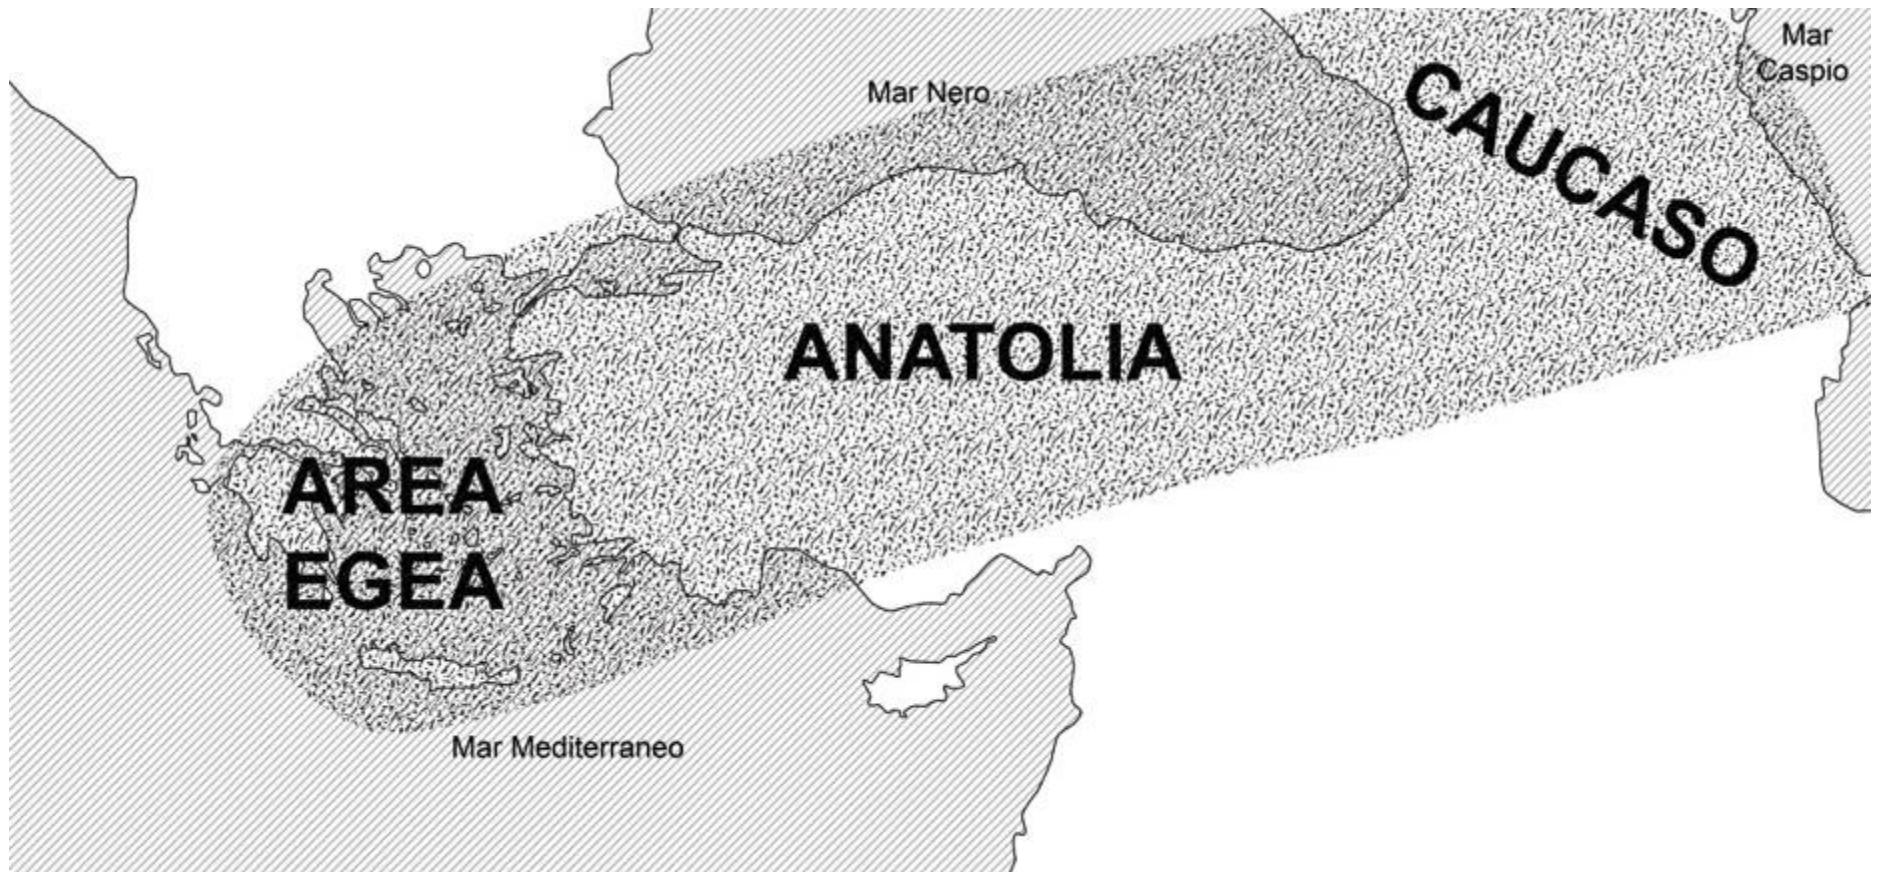 Mar
Caspio
Mar Nero
CAUCASO
ANATOLIA
AREA
EGEA
Mar Mediterraneo